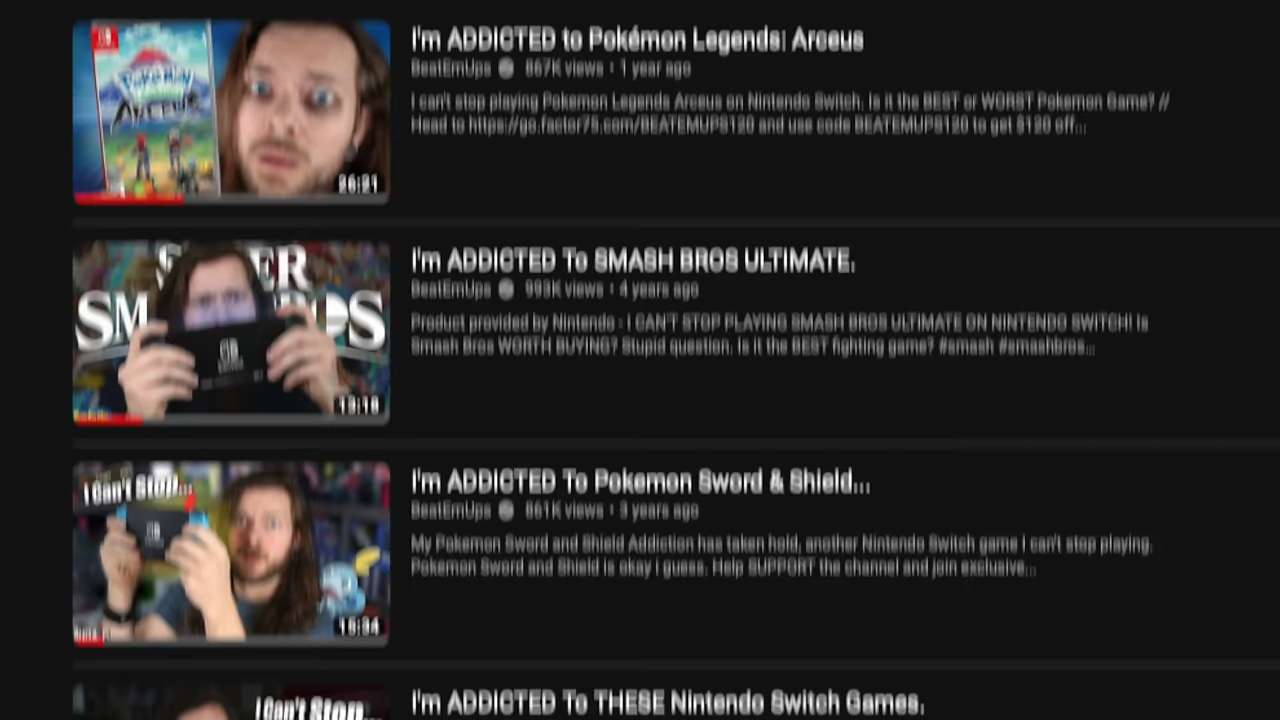 I'm ADDICTED to Pokémon Legends: Arceus
BeatEmUps 867K views • 1 year ago
I can't stop playing Pokemon Legends Arceus on Nintendo Switch. Is it the BEST or WORST Pokemon Game? //
Head to https://go.factor75.com/BEATEMUPS120 and use code BEATEMUPS120 to get $120 off...
POKÉMON
ARCEUS
26:21
I'm ADDICTED To SMASH BROS ULTIMATE.
BeatEmUps 993K views • 4 years ago
Product provided by Nintendo - I CAN'T STOP PLAYING SMASH BROS ULTIMATE ON NINTENDO SWITCH! Is
Smash Bros WORTH BUYING? Stupid question. Is it the BEST fighting game? #smash #smashbros...
13:18
I'm ADDICTED To Pokemon Sword & Shield...
BeatEmUps 861K views • 3 years ago
My Pokemon Sword and Shield Addiction has taken hold, another Nintendo Switch game I can't stop playing.
Pokemon Sword and Shield is okay I guess. Help SUPPORT the channel and join exclusive...
I Can't Stop...
15:34
I'm ADDICTED To THESE Nintendo Switch Games.
I Can't Stop...